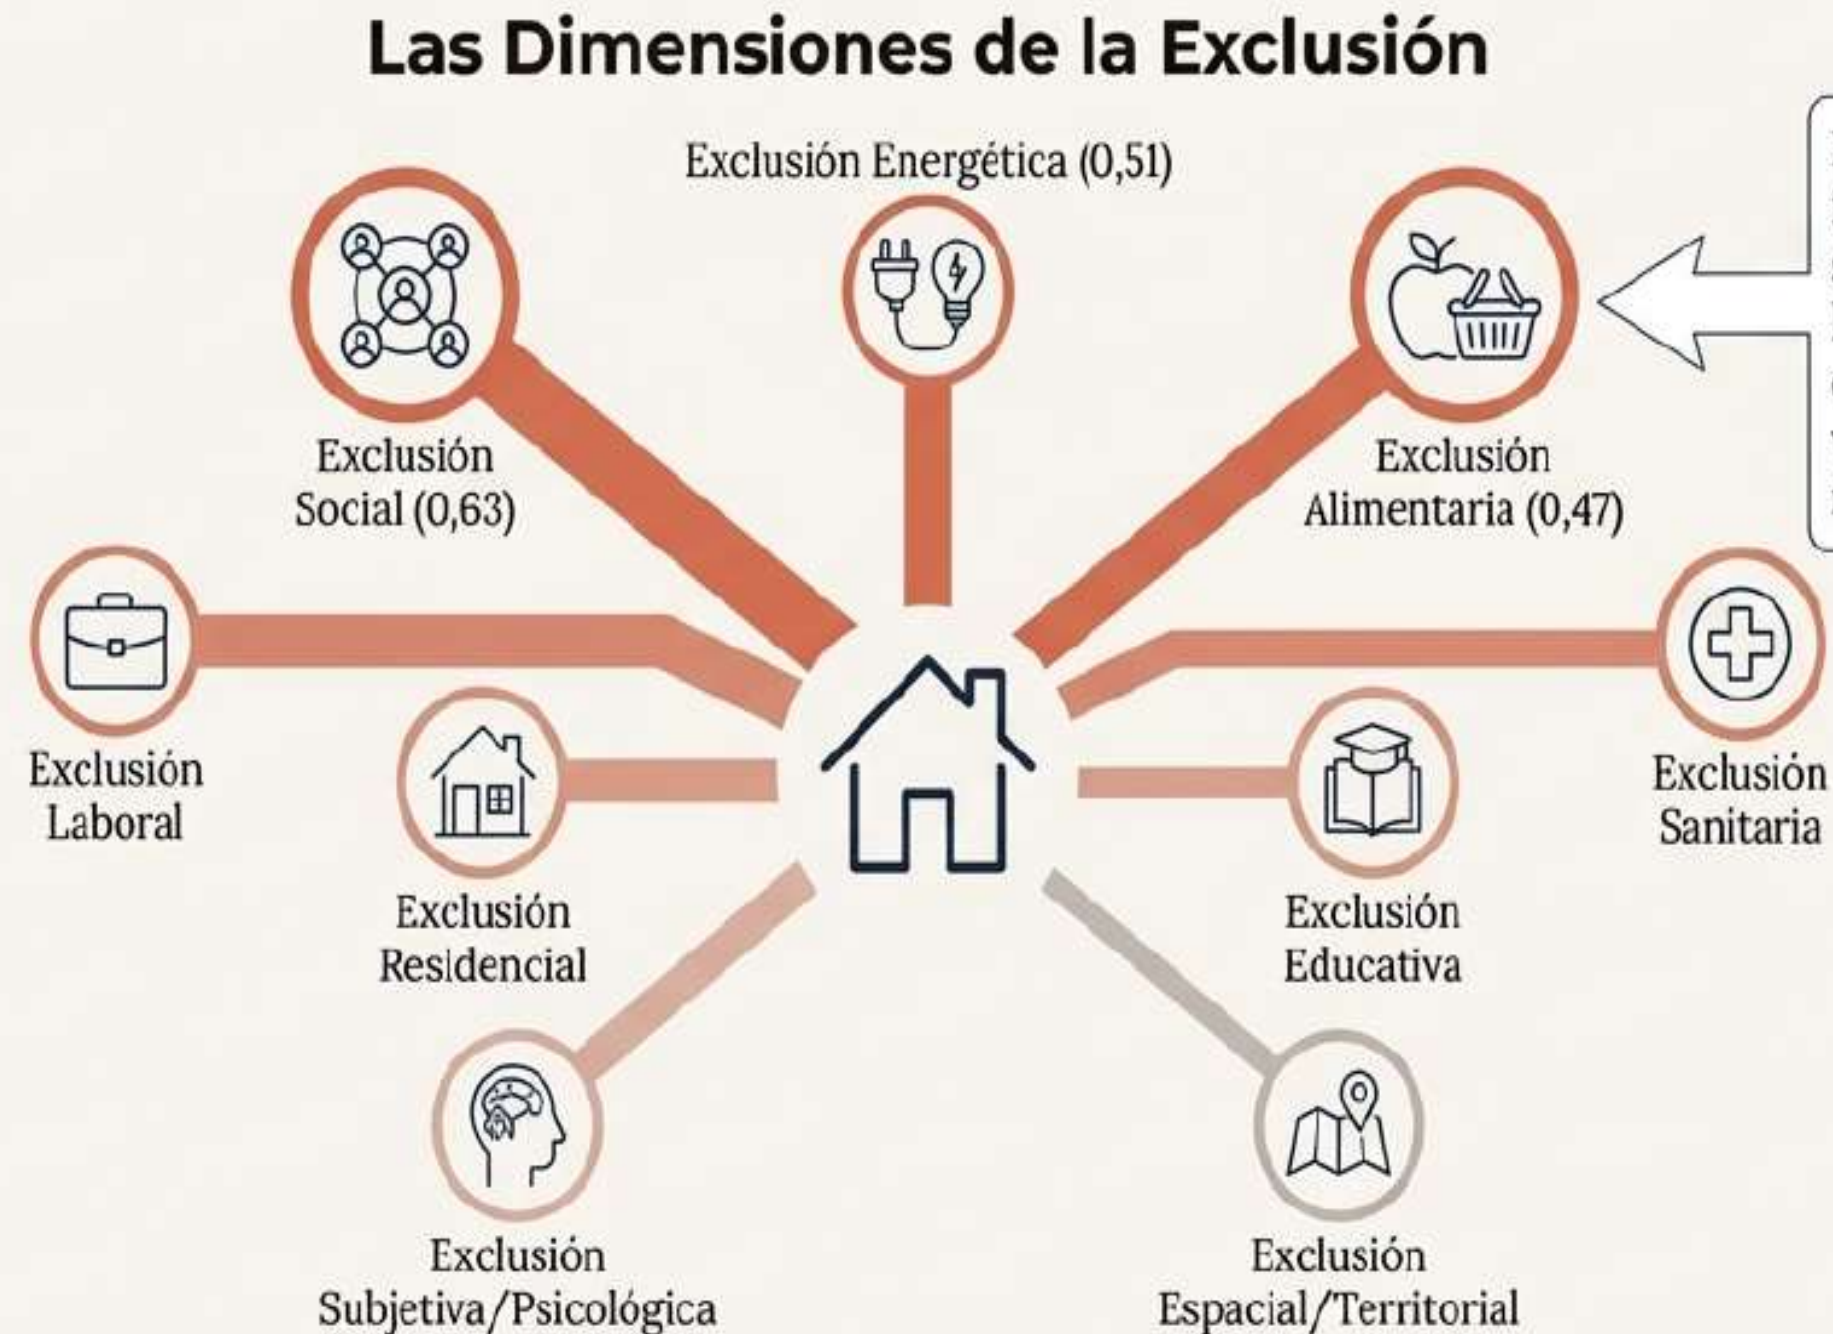 Las Dimensiones de la Exclusión
Exclusión Energética (0,51)
Exclusión
Social (0,63)
Exclusión
Alimentaria (0,47)
Exclusión
Laboral
Exclusión
Sanitaria
Exclusión
Residencial
Exclusión
Educativa
Exclusión
Subjetiva/Psicológica
Exclusión
Espacial/Territorial